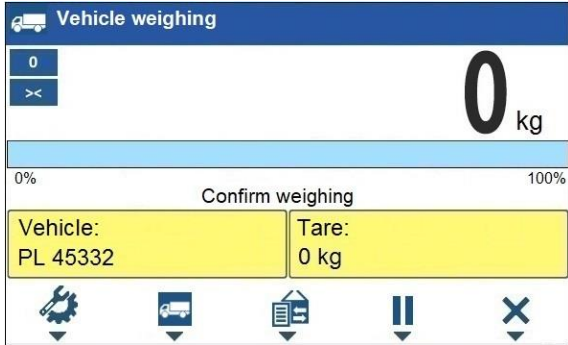 Vehicle weighing
0
><
0 kg
0%
100%
Confirm weighing
Vehicle:
PL 45332
Tare:
0 kg